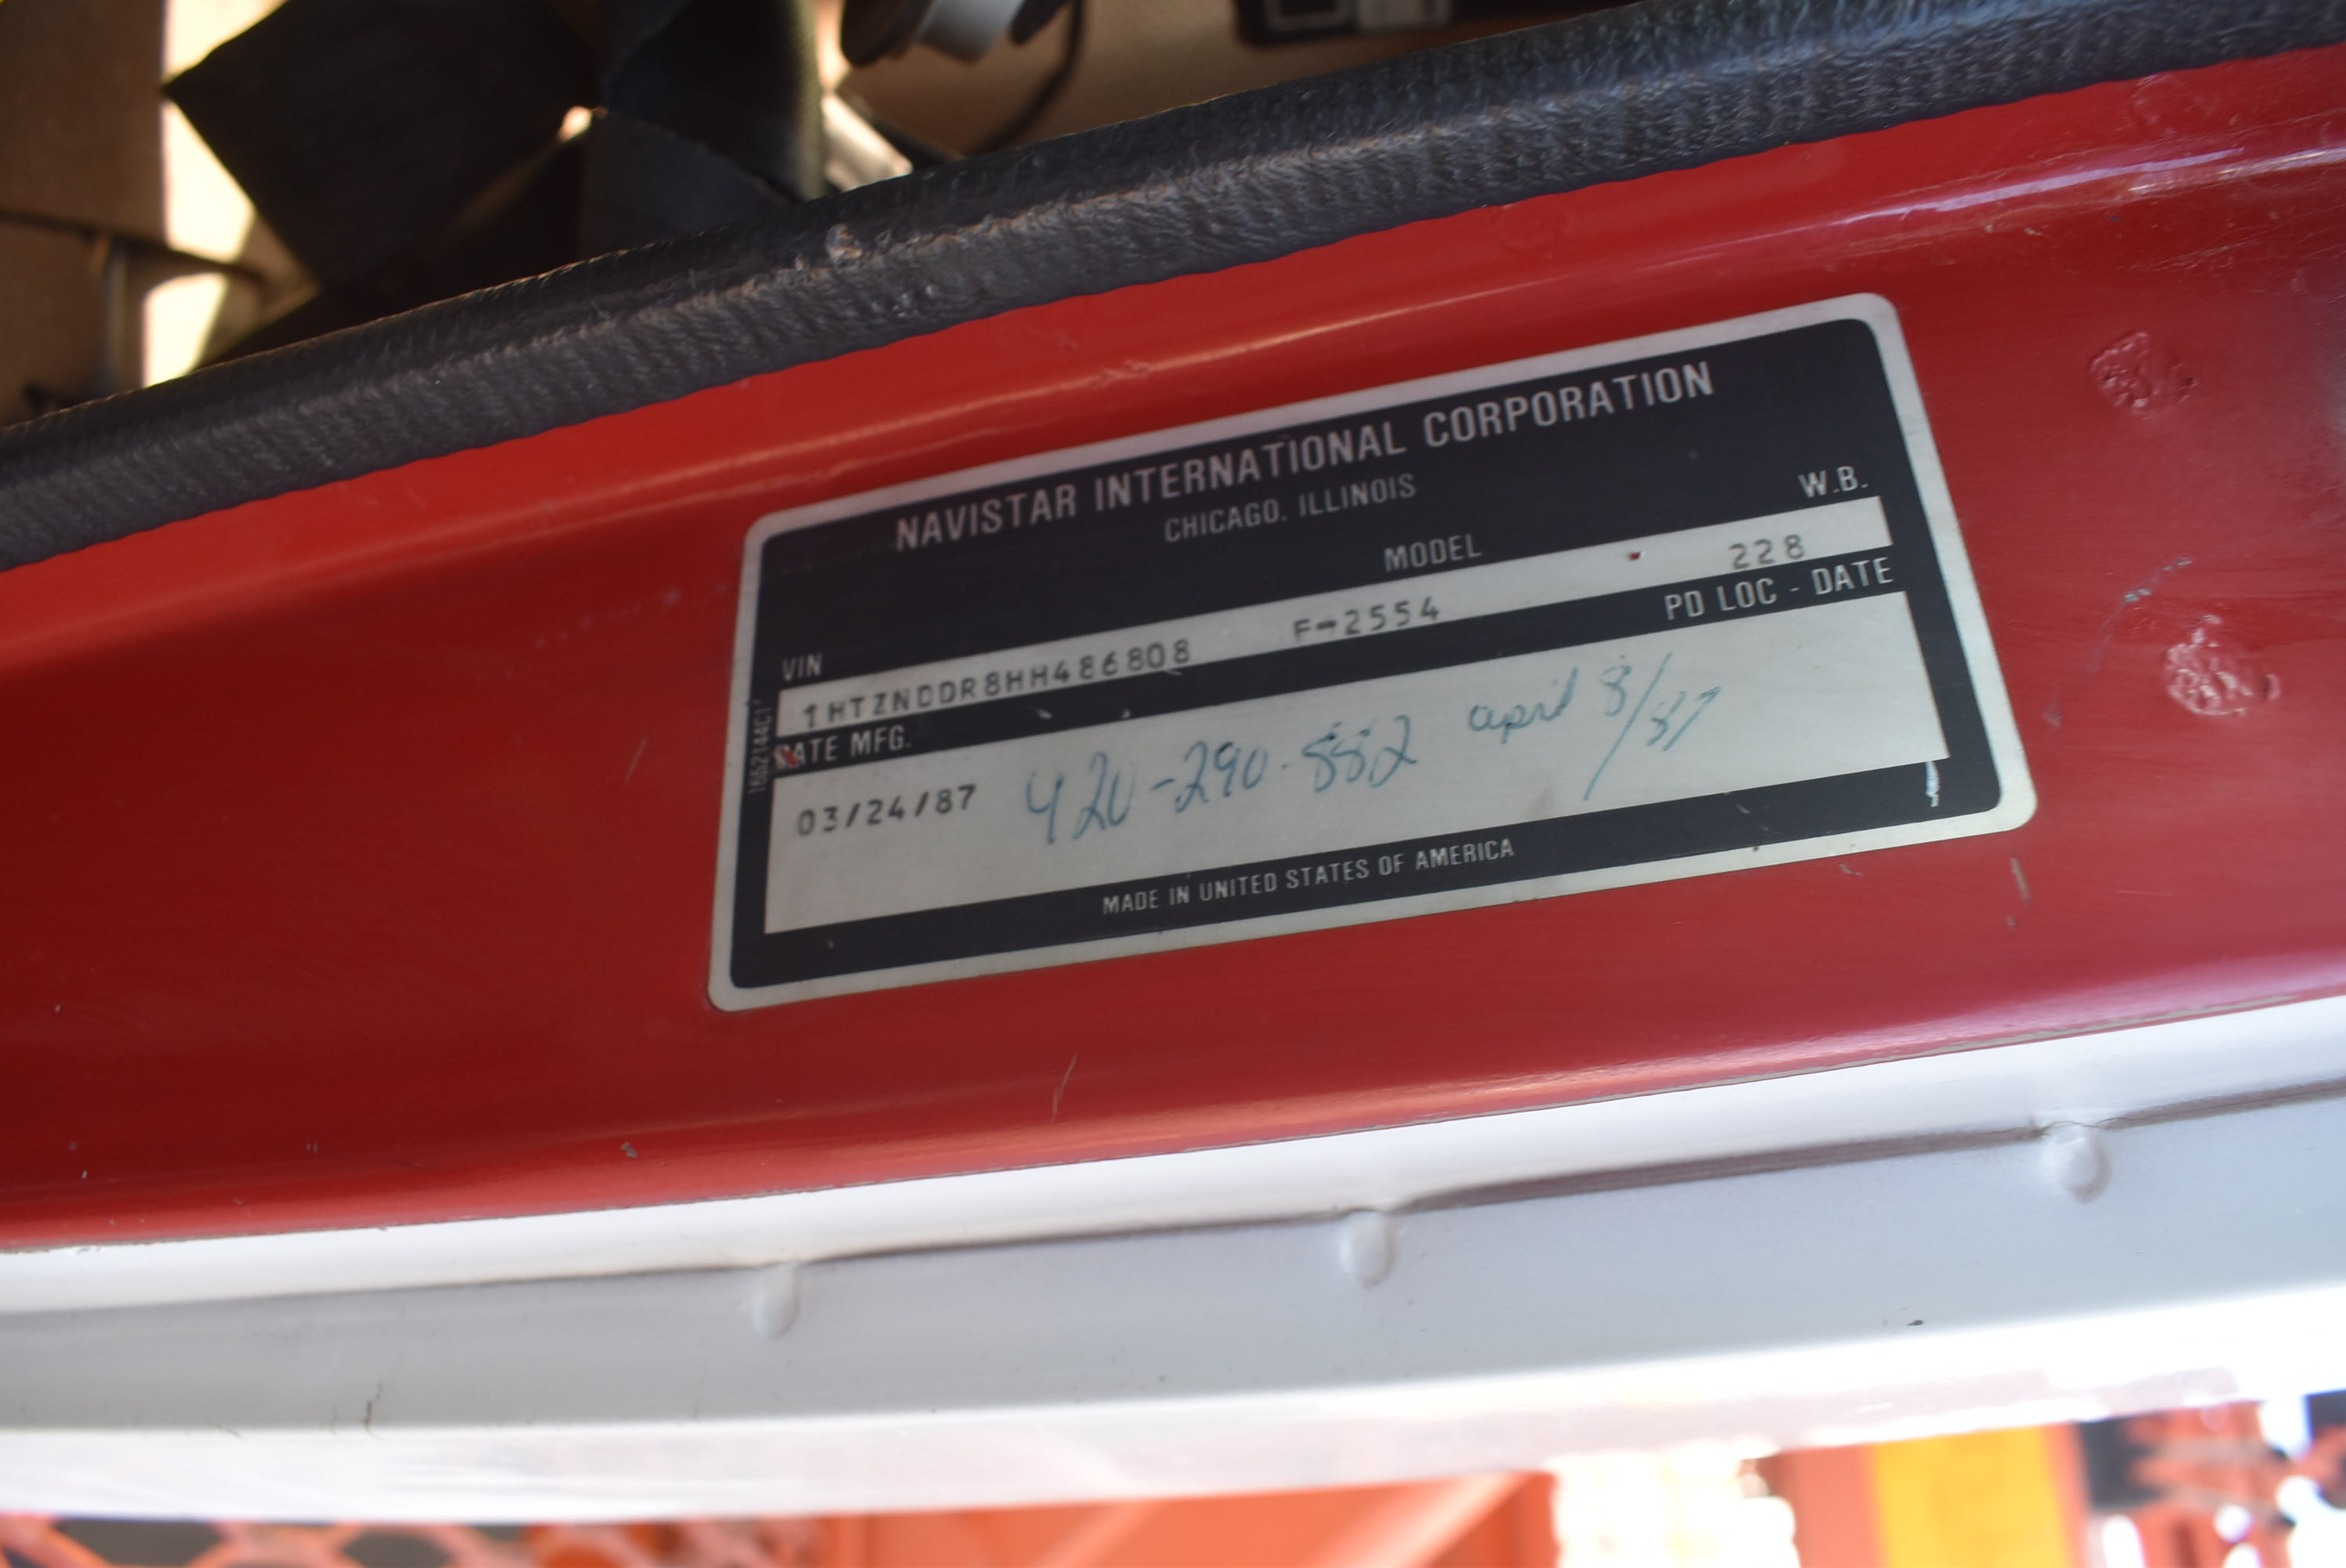 NAVISTAR INTERNATIONAL CORPORATION
CHICAGO, ILLINOIS
VIN MODEL W.B.
1HTZNDDR8HH486808 F-2554 228
DATE MFG. PD LOC - DATE
03/24/87 420-290-882 april 8/87
MADE IN UNITED STATES OF AMERICA
1662144C1